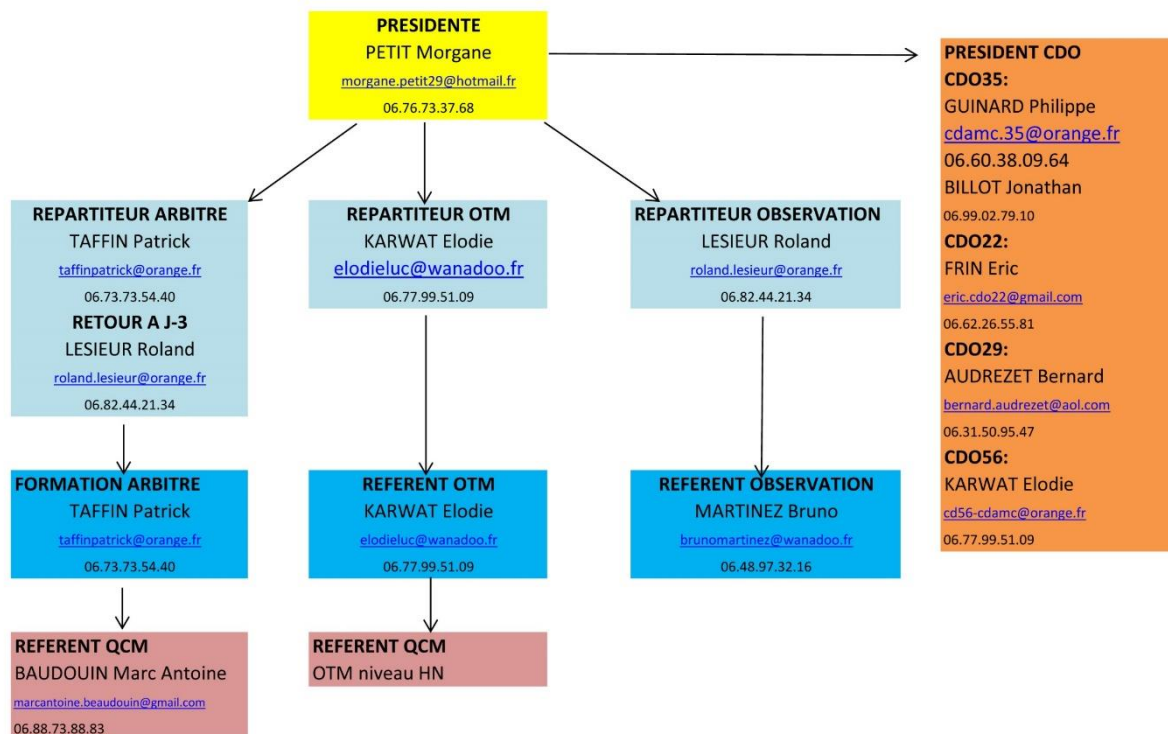 PRESIDENTE
PETIT Morgane
morgane.petit29@hotmail.fr
06.76.73.37.68
PRESIDENT CDO
CDO35:
GUINARD Philippe
cdamc.35@orange.fr
06.60.38.09.64
BILLOT Jonathan
06.99.02.79.10
CDO22:
FRIN Eric
eric.cdo22@gmail.com
06.62.26.55.81
CDO29:
AUDREZET Bernard
bernard.audrezet@aol.com
06.31.50.95.47
CDO56:
KARWAT Elodie
cd56-cdamc@orange.fr
06.77.99.51.09
REPARTITEUR ARBITRE
TAFFIN Patrick
taffinpatrick@orange.fr
06.73.73.54.40
RETOUR A J-3
LESIEUR Roland
roland.lesieur@orange.fr
06.82.44.21.34
REPARTITEUR OTM
KARWAT Elodie
elodieluc@wanadoo.fr
06.77.99.51.09
REPARTITEUR OBSERVATION
LESIEUR Roland
roland.lesieur@orange.fr
06.82.44.21.34
FORMATION ARBITRE
TAFFIN Patrick
taffinpatrick@orange.fr
06.73.73.54.40
REFERENT OTM
KARWAT Elodie
elodieluc@wanadoo.fr
06.77.99.51.09
REFERENT OBSERVATION
MARTINEZ Bruno
brunomartinez@wanadoo.fr
06.48.97.32.16
REFERENT QCM
BAUDOUIN Marc Antoine
marcantoine.beaudouin@gmail.com
06.88.73.88.83
REFERENT QCM
OTM niveau HN